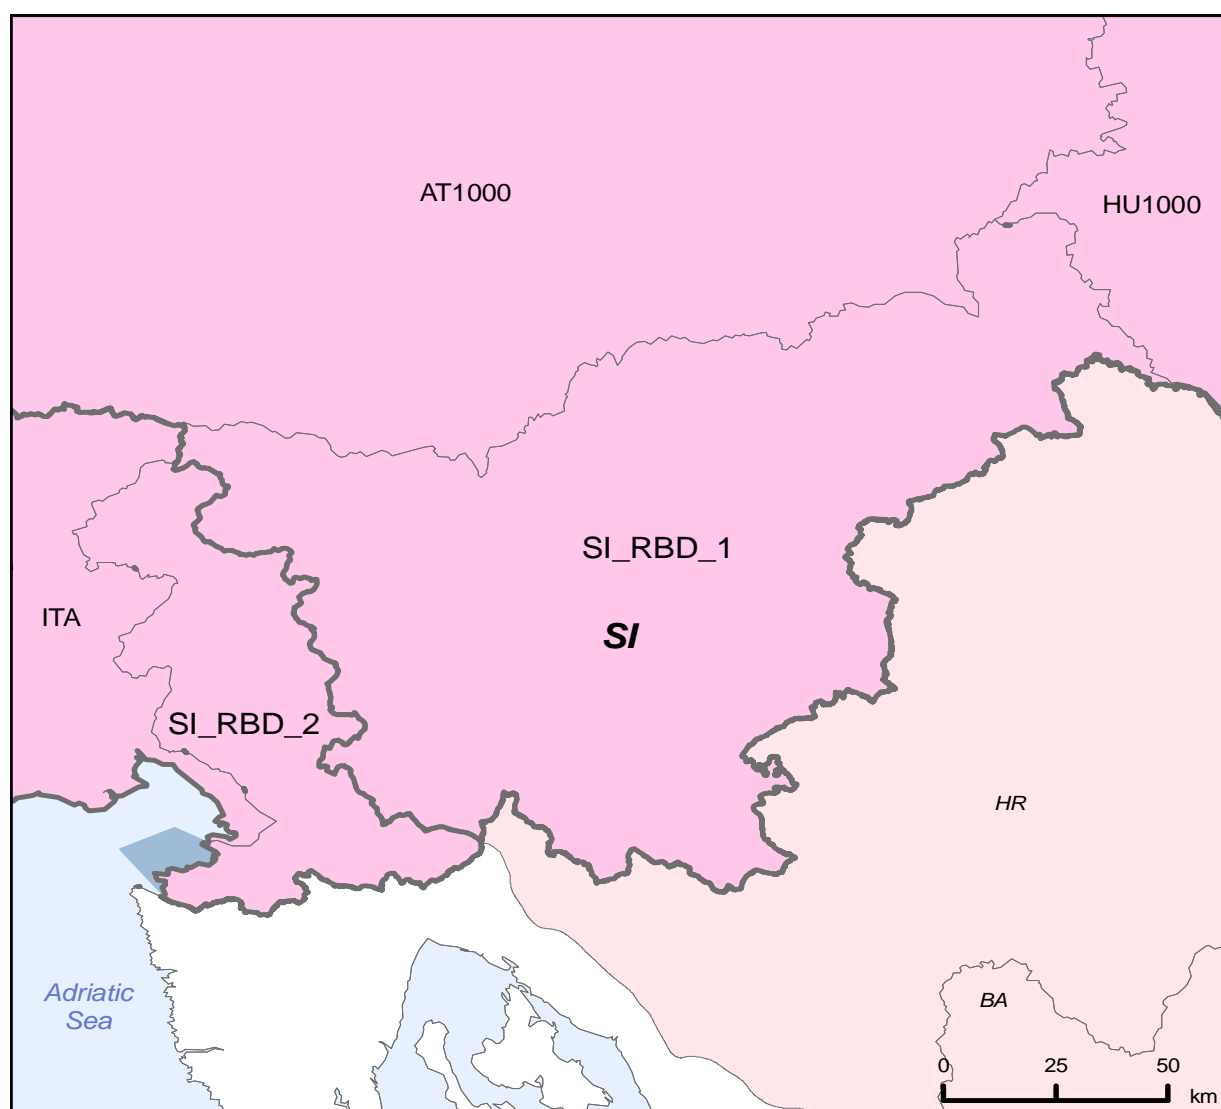 AT1000
HU1000
SI_RBD_1
ITA
SI
SI_RBD_2
HR
Adriatic
Sea
BA
0 25 50
km